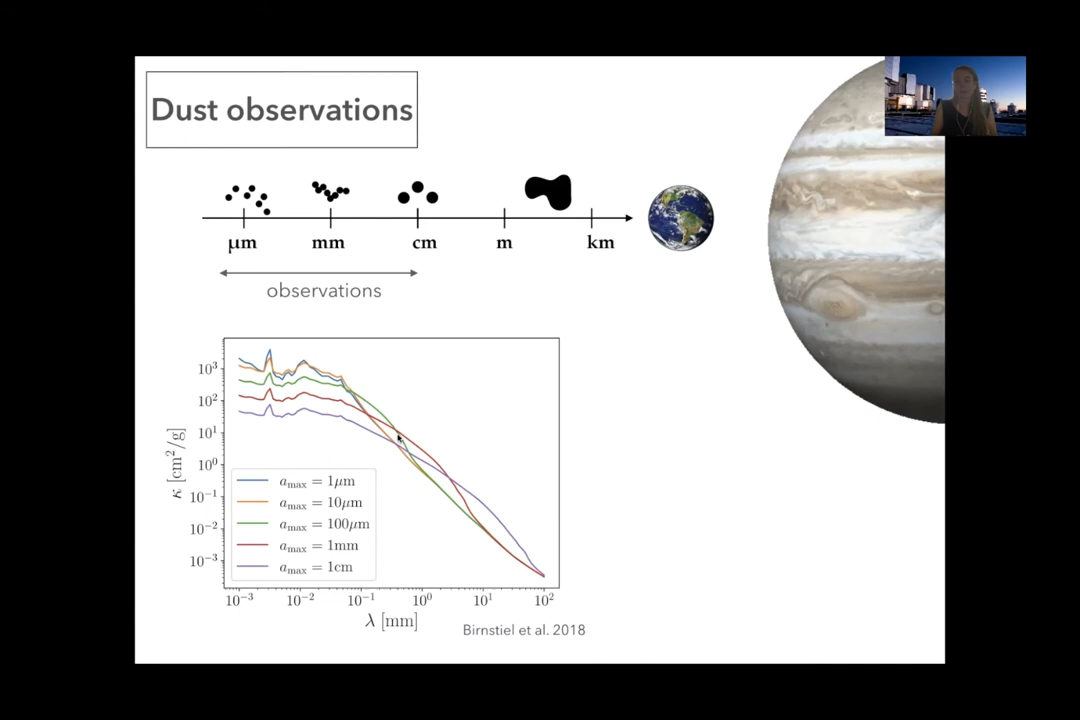 Dust observations
μm mm cm m km
observations
10³
10²
10¹
10⁰
10⁻¹
10⁻²
10⁻³
κ [cm²/g]
a_max = 1μm
a_max = 10μm
a_max = 100μm
a_max = 1mm
a_max = 1cm
10⁻³ 10⁻² 10⁻¹ 10⁰ 10¹ 10²
λ [mm]
Birnstiel et al. 2018